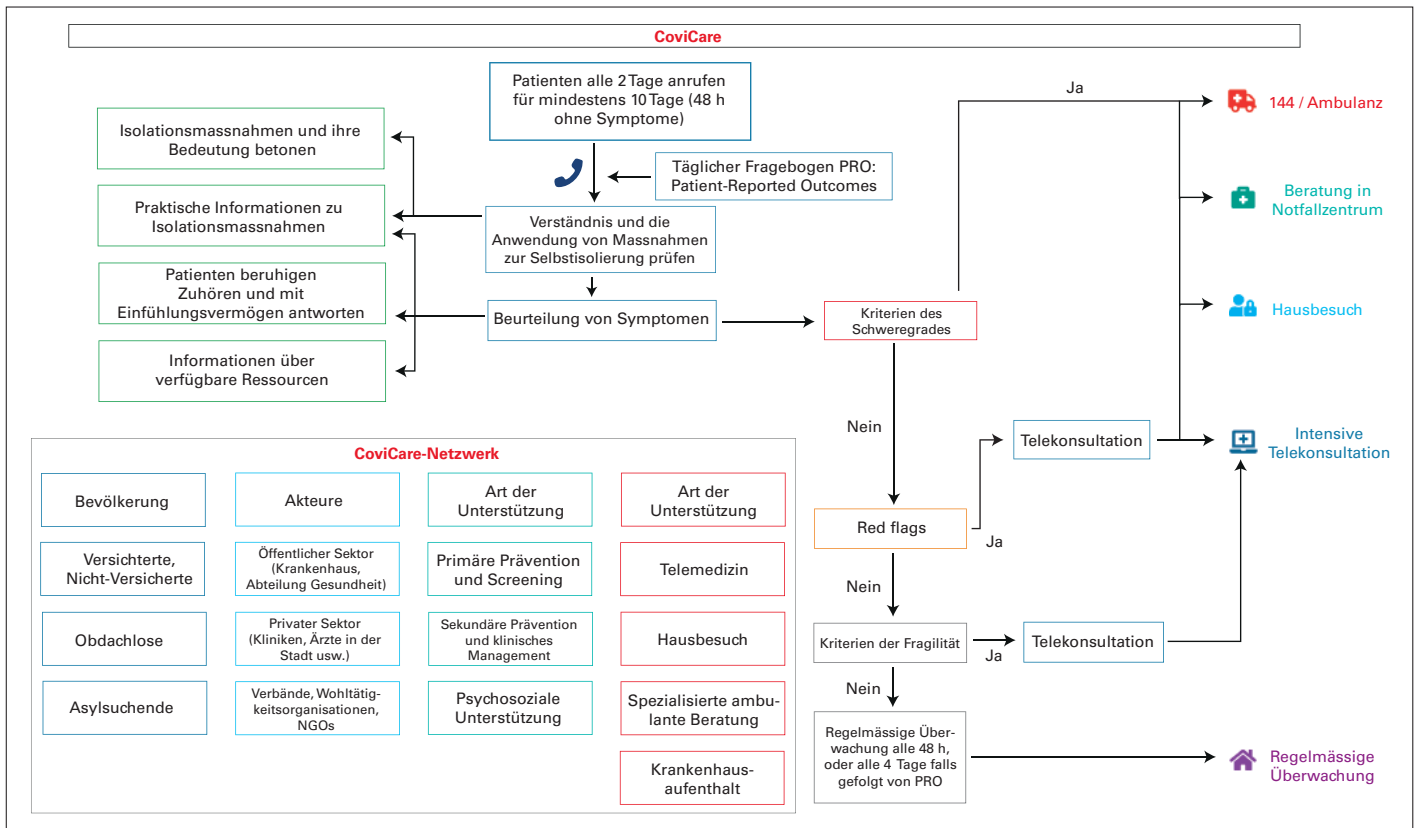 CoviCare
Patienten alle 2 Tage anrufen
für mindestens 10 Tage (48 h
ohne Symptome)
Täglicher Fragebogen PRO:
Patient-Reported Outcomes
Isolationsmassnahmen und ihre
Bedeutung betonen
Praktische Informationen zu
Isolationsmassnahmen
Verständnis und die
Anwendung von Massnahmen
zur Selbstisolierung prüfen
Patienten beruhigen
Zuhören und mit
Einfühlungsvermögen antworten
Beurteilung von Symptomen
Informationen über
verfügbare Ressourcen
Kriterien des
Schweregrades
Ja
144 / Ambulanz
Beratung in
Notfallzentrum
Hausbesuch
Nein
Telekonsultation
Intensive
Telekonsultation
Red flags
Ja
Nein
Kriterien der Fragilität
Ja
Telekonsultation
Nein
Regelmässige Über-
wachung alle 48 h,
oder alle 4 Tage falls
gefolgt von PRO
Regelmässige
Überwachung
CoviCare-Netzwerk
Bevölkerung
Versichterte,
Nicht-Versicherte
Obdachlose
Asylsuchende
Akteure
Öffentlicher Sektor
(Krankenhaus,
Abteilung Gesundheit)
Privater Sektor
(Kliniken, Ärzte in der
Stadt usw.)
Verbände, Wohltätig-
keitsorganisationen,
NGOs
Art der
Unterstützung
Primäre Prävention
und Screening
Sekundäre Prävention
und klinisches
Management
Psychosoziale
Unterstützung
Art der
Unterstützung
Telemedizin
Hausbesuch
Spezialisierte ambu-
lante Beratung
Krankenhaus-
aufenthalt